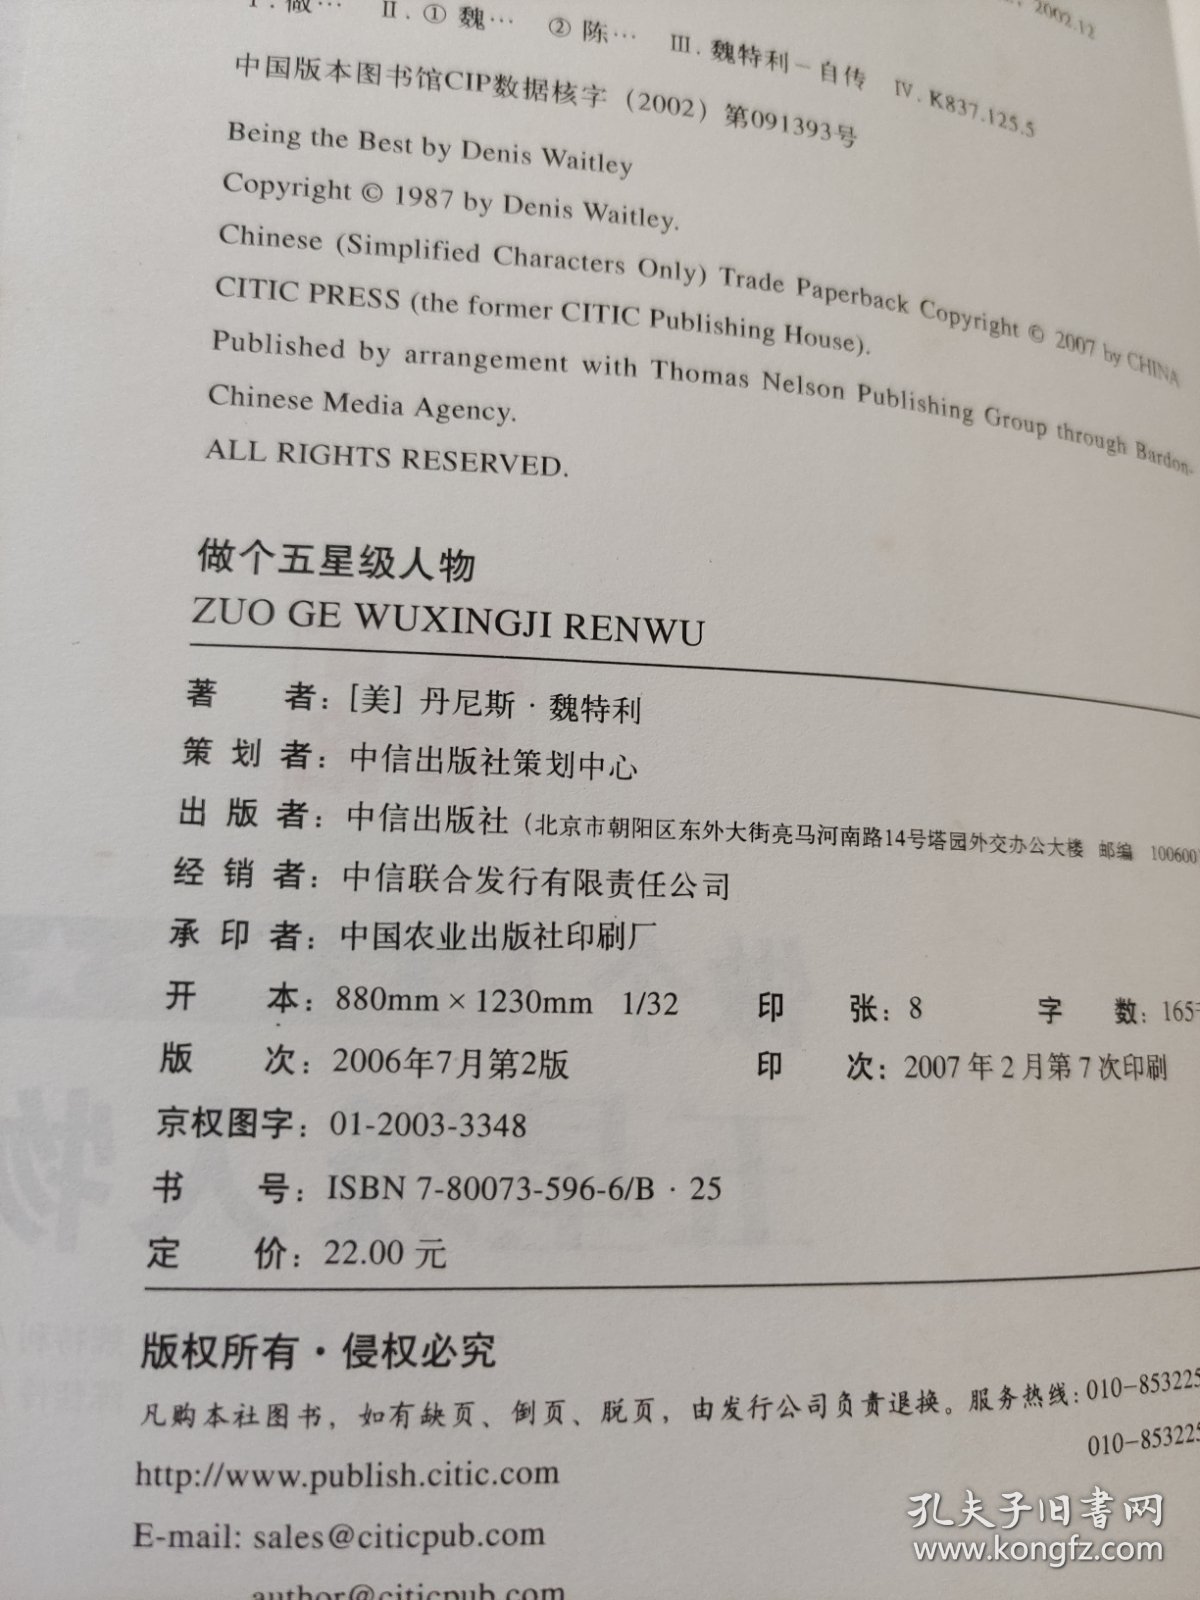 2002.12
Ⅰ. 做… Ⅱ. ① 魏… ② 陈… Ⅲ. 魏特利－自传 Ⅳ. K837.125.5
中国版本图书馆CIP数据核字（2002）第091393号
Being the Best by Denis Waitley
Copyright © 1987 by Denis Waitley.
Chinese (Simplified Characters Only) Trade Paperback Copyright © 2007 by CHINA
CITIC PRESS (the former CITIC Publishing House).
Published by arrangement with Thomas Nelson Publishing Group through Bardon-
Chinese Media Agency.
ALL RIGHTS RESERVED.
做个五星级人物
ZUO GE WUXINGJI RENWU
著 者：[美] 丹尼斯 · 魏特利
策 划 者：中信出版社策划中心
出 版 者：中信出版社（北京市朝阳区东外大街亮马河南路14号塔园外交办公大楼 邮编 100600
经 销 者：中信联合发行有限责任公司
承 印 者：中国农业出版社印刷厂
开 本：880mm × 1230mm 1/32 印 张：8 字 数：165
版 次：2006年7月第2版 印 次：2007 年 2 月第 7 次印刷
京权图字：01-2003-3348
书 号：ISBN 7-80073-596-6/B · 25
定 价：22.00 元
版权所有 · 侵权必究
凡购本社图书，如有缺页、倒页、脱页，由发行公司负责退换。服务热线：010-853225
010-853225
http://www.publish.citic.com
E-mail: sales@citicpub.com
author@citicpub.com
孔夫子旧书网
www.kongfz.com